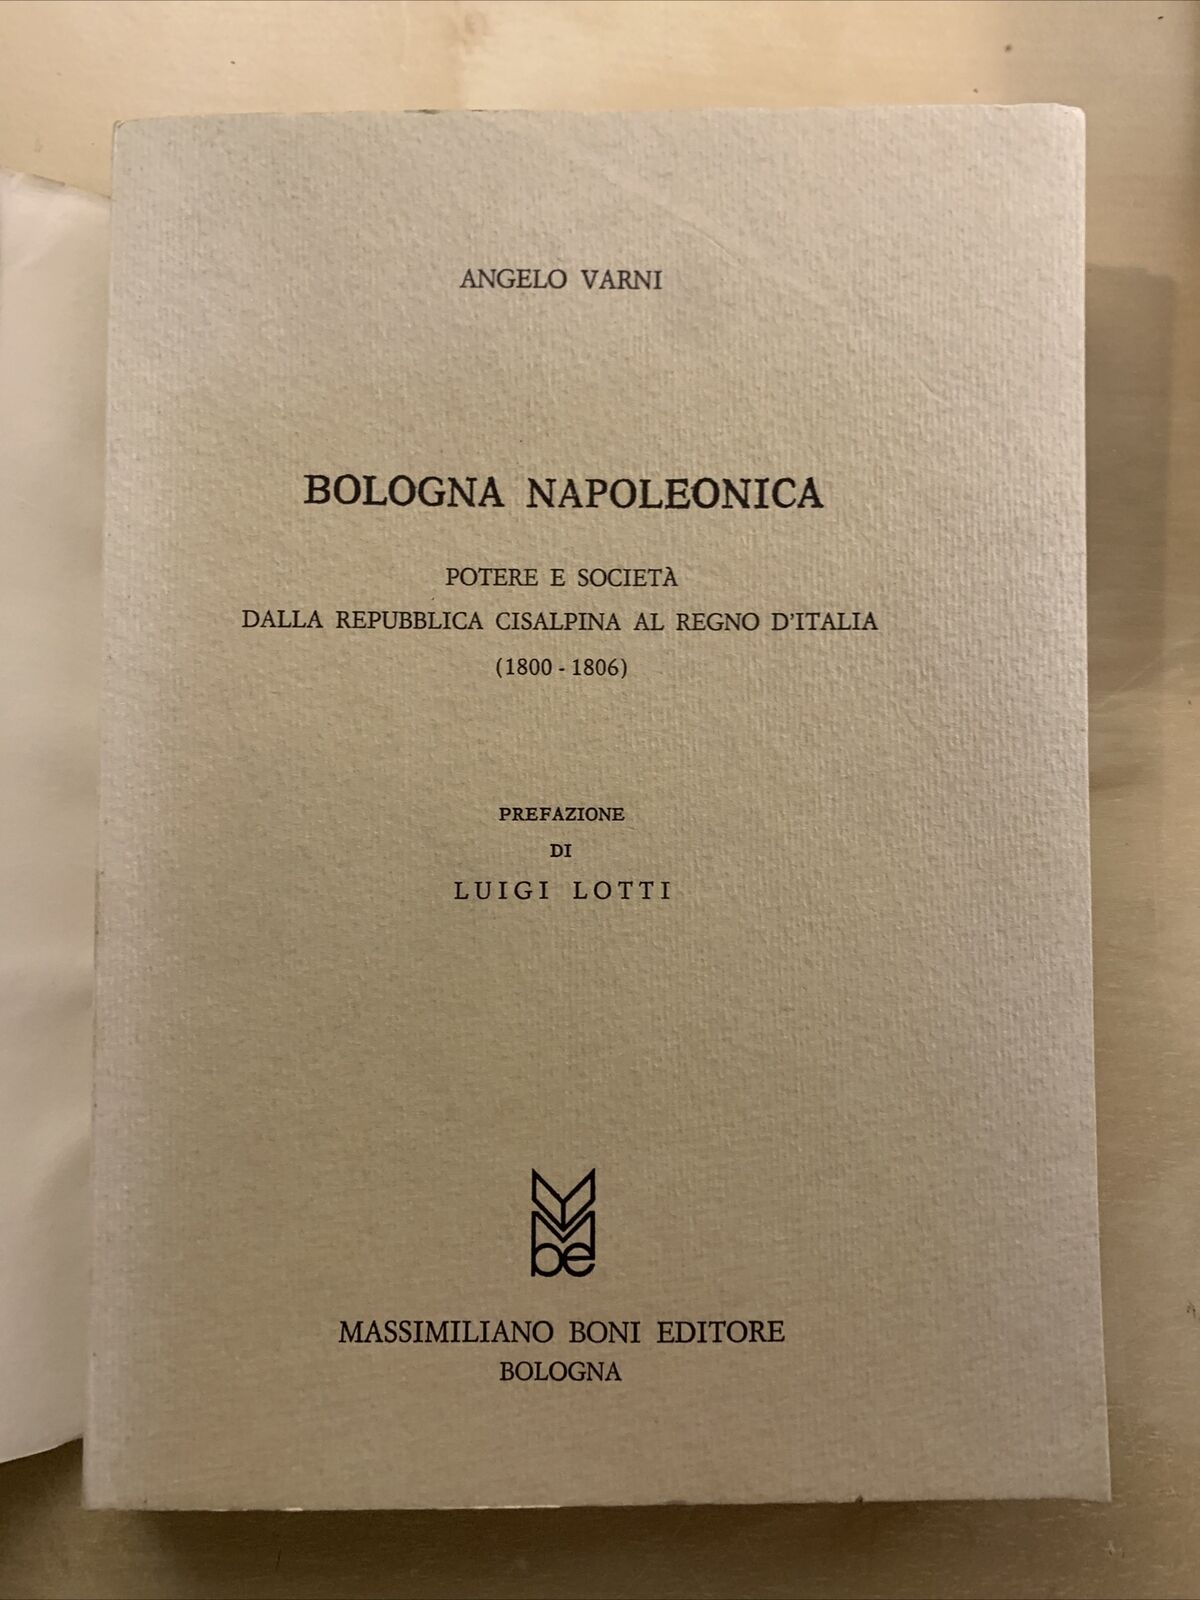 ANGELO VARNI
BOLOGNA NAPOLEONICA
POTERE E SOCIETÀ
DALLA REPUBBLICA CISALPINA AL REGNO D'ITALIA
(1800 - 1806)
PREFAZIONE
DI
LUIGI LOTTI
be
MASSIMILIANO BONI EDITORE
BOLOGNA